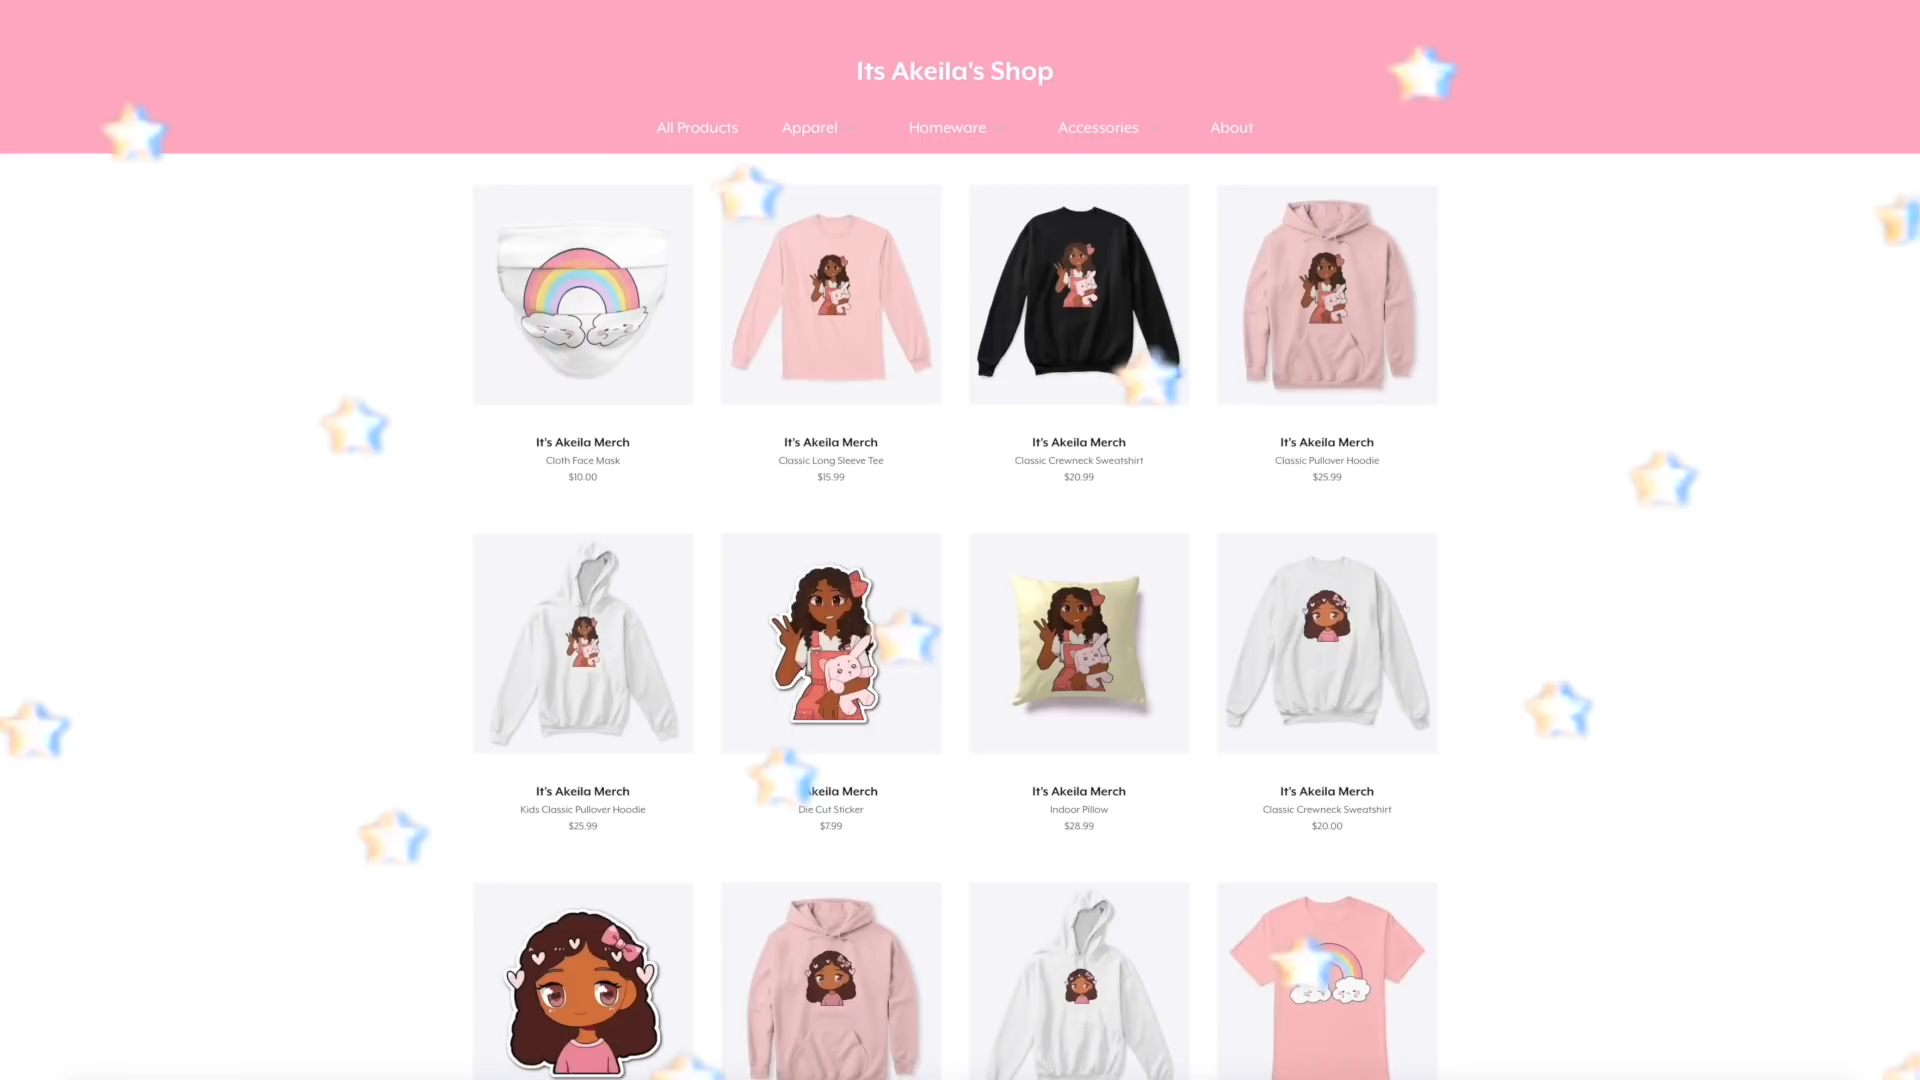 Its Akeila's Shop
All Products Apparel Homeware Accessories About
It's Akeila Merch
Cloth Face Mask
$10.00
It's Akeila Merch
Classic Long Sleeve Tee
$15.99
It's Akeila Merch
Classic Crewneck Sweatshirt
$20.99
It's Akeila Merch
Classic Pullover Hoodie
$25.99
It's Akeila Merch
Kids Classic Pullover Hoodie
$25.99
Akeila Merch
Die Cut Sticker
$7.99
It's Akeila Merch
Indoor Pillow
$28.99
It's Akeila Merch
Classic Crewneck Sweatshirt
$20.00